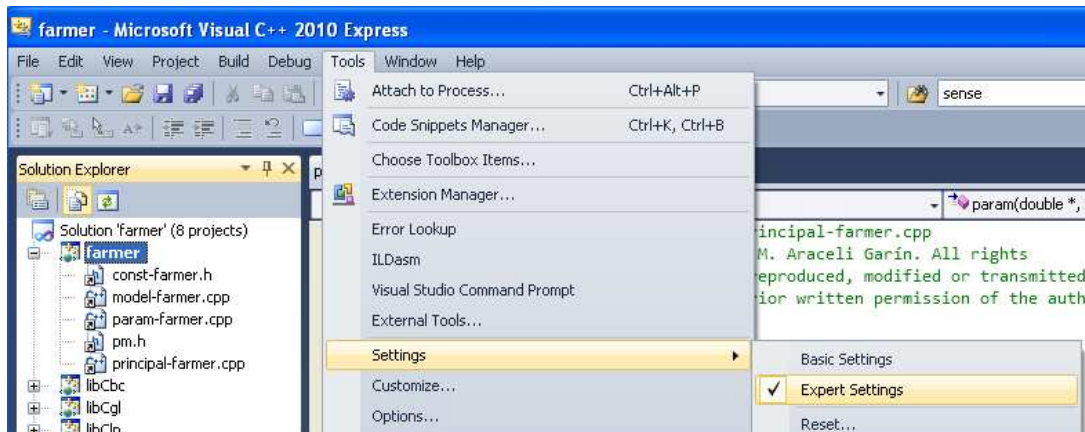 farmer - Microsoft Visual C++ 2010 Express
File Edit View Project Build Debug Tools Window Help
sense
Attach to Process... Ctrl+Alt+P
Code Snippets Manager... Ctrl+K, Ctrl+B
Choose Toolbox Items...
Extension Manager...
Error Lookup
ILDasm
Visual Studio Command Prompt
External Tools...
Settings
Customize...
Options...
Basic Settings
Expert Settings
Reset...
Solution Explorer
Solution 'farmer' (8 projects)
farmer
const-farmer.h
model-farmer.cpp
param-farmer.cpp
pm.h
principal-farmer.cpp
libCbc
libCgl
libClp
param(double *,
incipal-farmer.cpp
M. Araceli Garín. All rights
eproduced, modified or transmitted
ior written permission of the auth